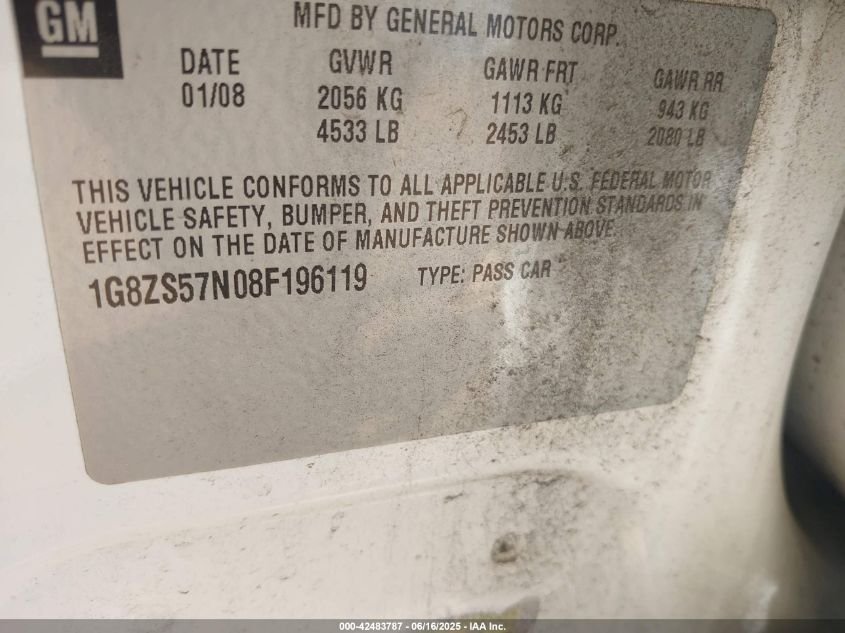 GM
MFD BY GENERAL MOTORS CORP.
DATE GVWR GAWR FRT GAWR RR
01/08 2056 KG 1113 KG 943 KG
4533 LB 2453 LB 2080 LB
THIS VEHICLE CONFORMS TO ALL APPLICABLE U.S. FEDERAL MOTOR
VEHICLE SAFETY, BUMPER, AND THEFT PREVENTION STANDARDS IN
EFFECT ON THE DATE OF MANUFACTURE SHOWN ABOVE.
1G8ZS57N08F196119 TYPE: PASS CAR
000-42483787 - 06/16/2025 - IAA Inc.